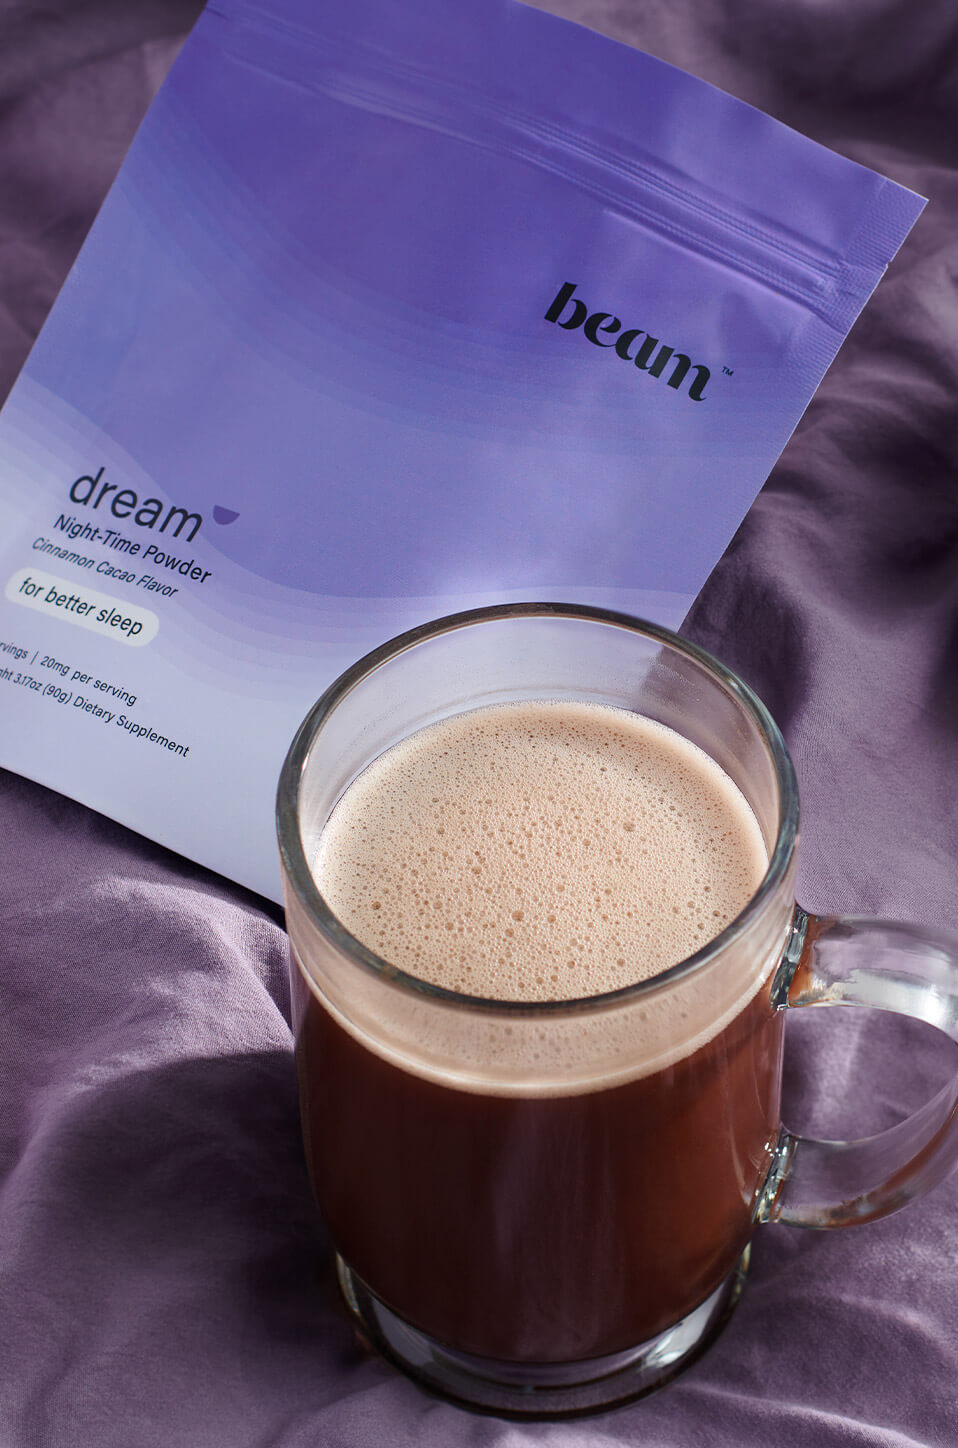 beam™
dream
Night-Time Powder
Cinnamon Cacao Flavor
for better sleep
| 20mg per serving
3.17oz (90g) Dietary Supplement